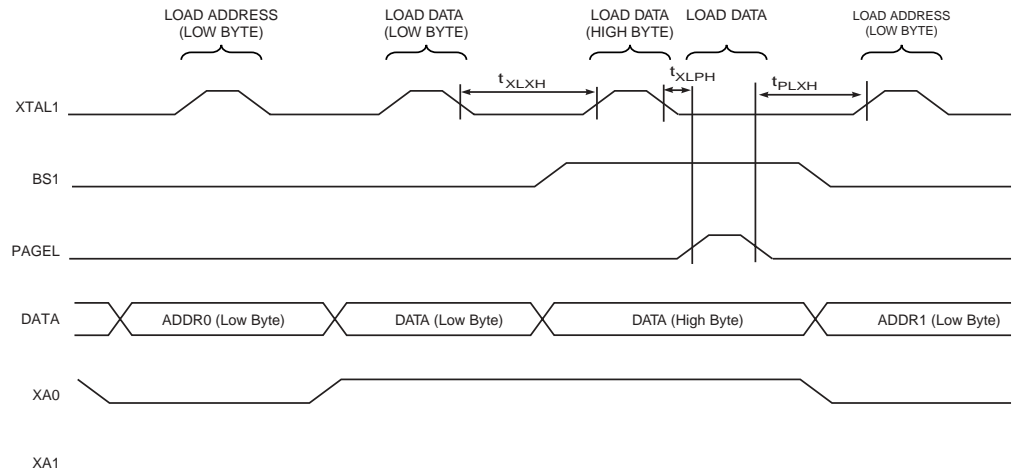 LOAD ADDRESS
(LOW BYTE)
LOAD DATA
(LOW BYTE)
LOAD DATA
(HIGH BYTE)
LOAD DATA
LOAD ADDRESS
(LOW BYTE)
tXLXH
tXLPH
tPLXH
XTAL1
BS1
PAGEL
DATA
ADDR0 (Low Byte)
DATA (Low Byte)
DATA (High Byte)
ADDR1 (Low Byte)
XA0
XA1